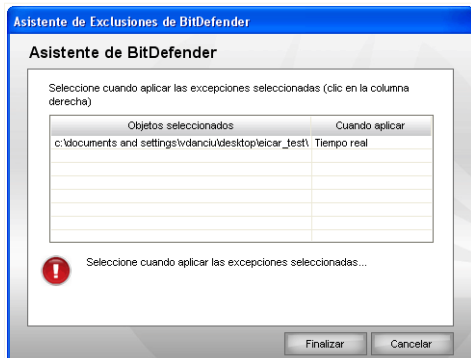 Asistente de Exclusiones de BitDefender
Asistente de BitDefender
Seleccione cuando aplicar las excepciones seleccionadas (clic en la columna
derecha)
Objetos seleccionados Cuando aplicar
c:\documents and settings\vdanciu\desktop\eicar_test\ Tiempo real
Seleccione cuando aplicar las excepciones seleccionadas...
Finalizar Cancelar